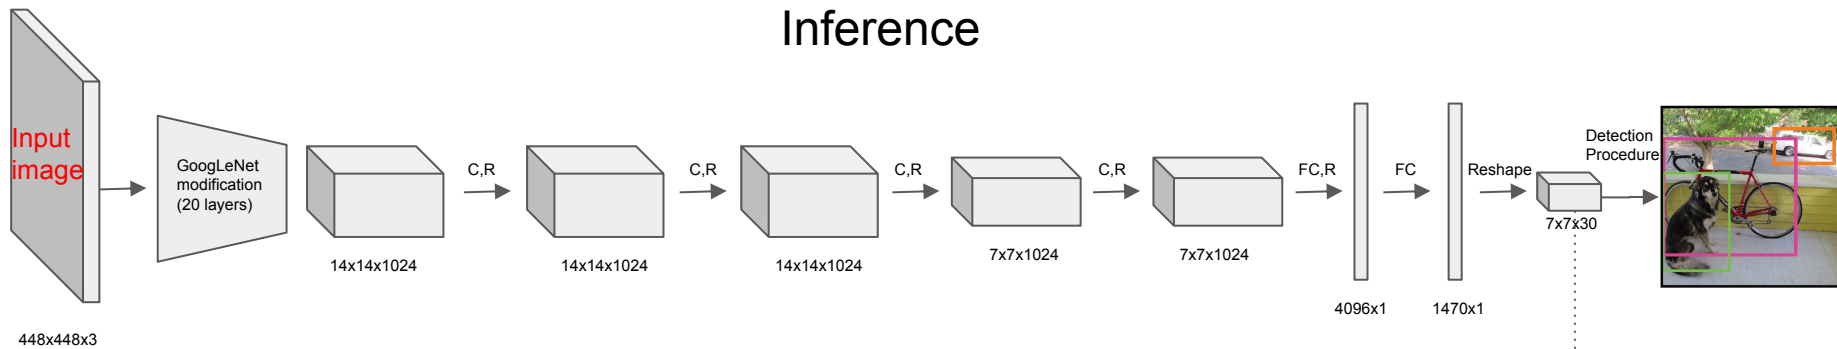 Inference
Input
image
448x448x3
GoogLeNet
modification
(20 layers)
14x14x1024
C,R
14x14x1024
C,R
14x14x1024
C,R
7x7x1024
C,R
7x7x1024
FC,R
4096x1
FC
1470x1
Reshape
7x7x30
Detection
Procedure